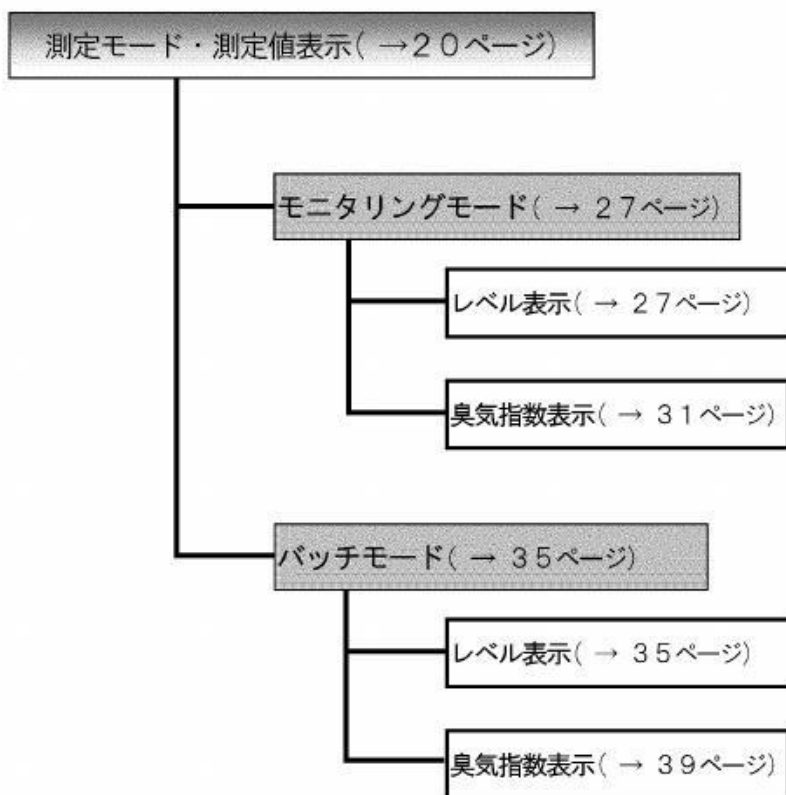 測定モード・測定値表示( →20ページ)
モニタリングモード( → 27ページ)
レベル表示( → 27ページ)
臭気指数表示( → 31ページ)
バッチモード( → 35ページ)
レベル表示( → 35ページ)
臭気指数表示( → 39ページ)